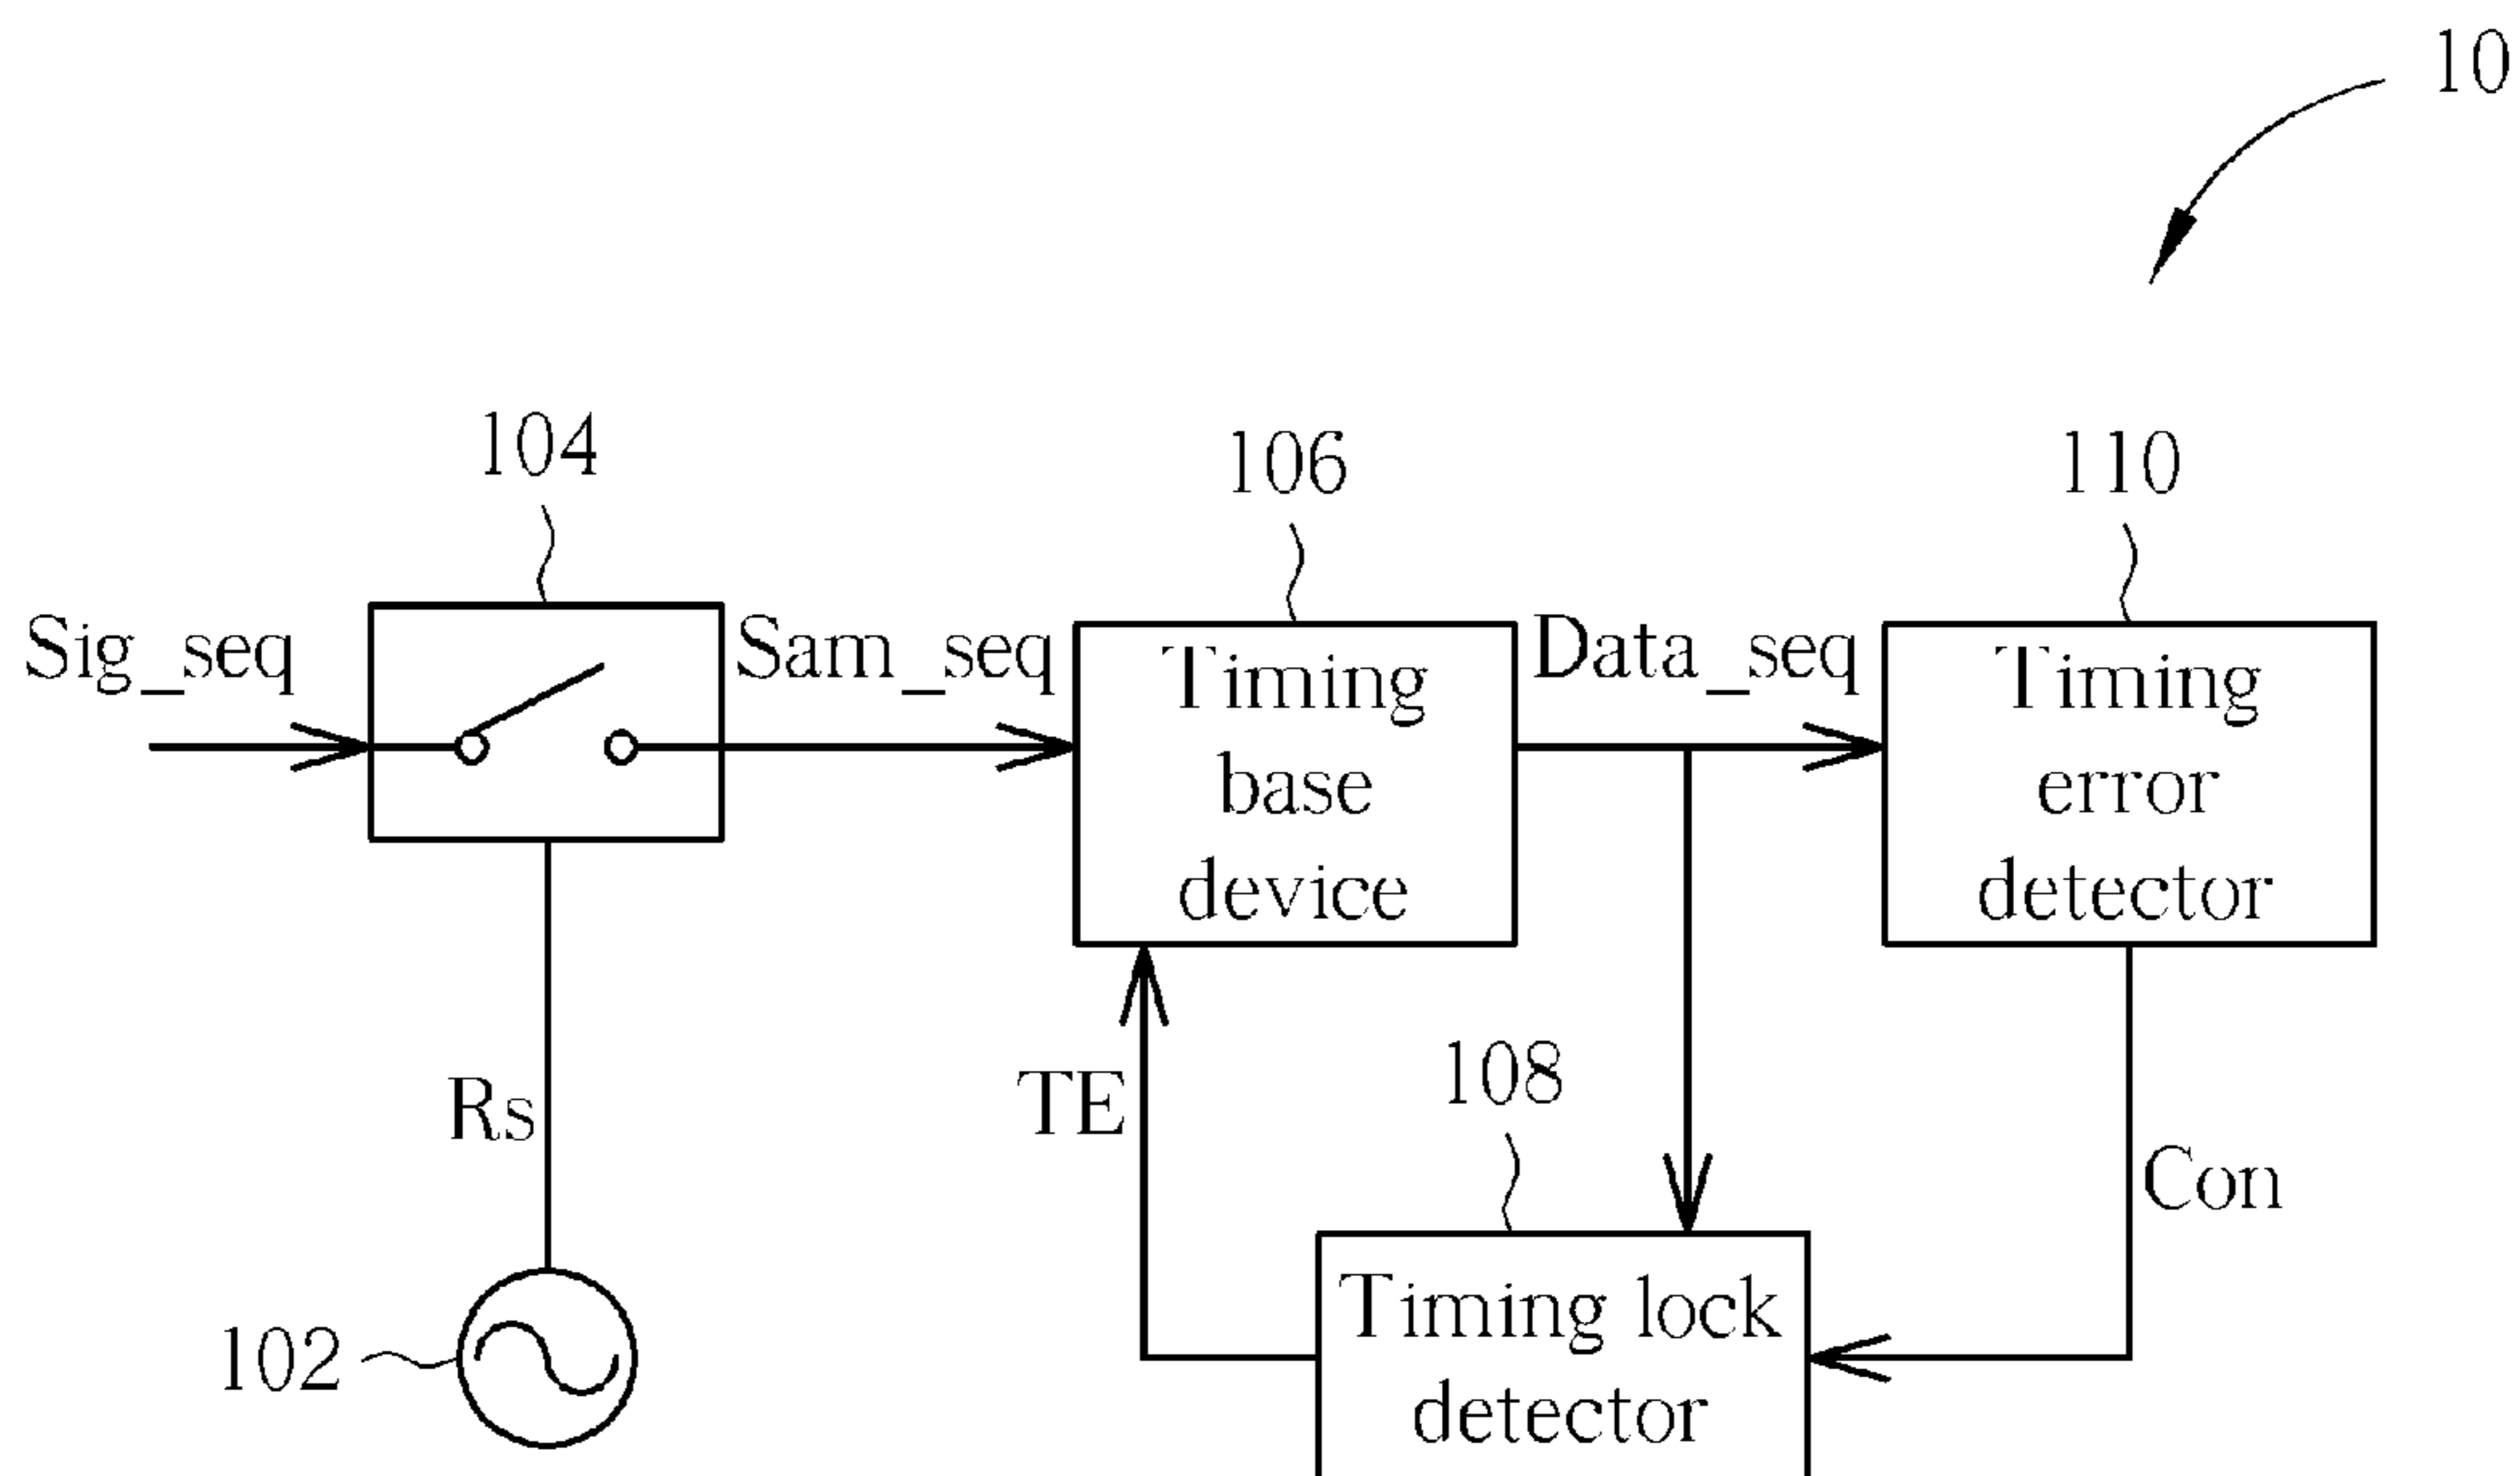 10
104
106
110
Sig_seq
Sam_seq
Timing
base
device
Data_seq
Timing
error
detector
Rs
TE
108
Con
102
Timing lock
detector